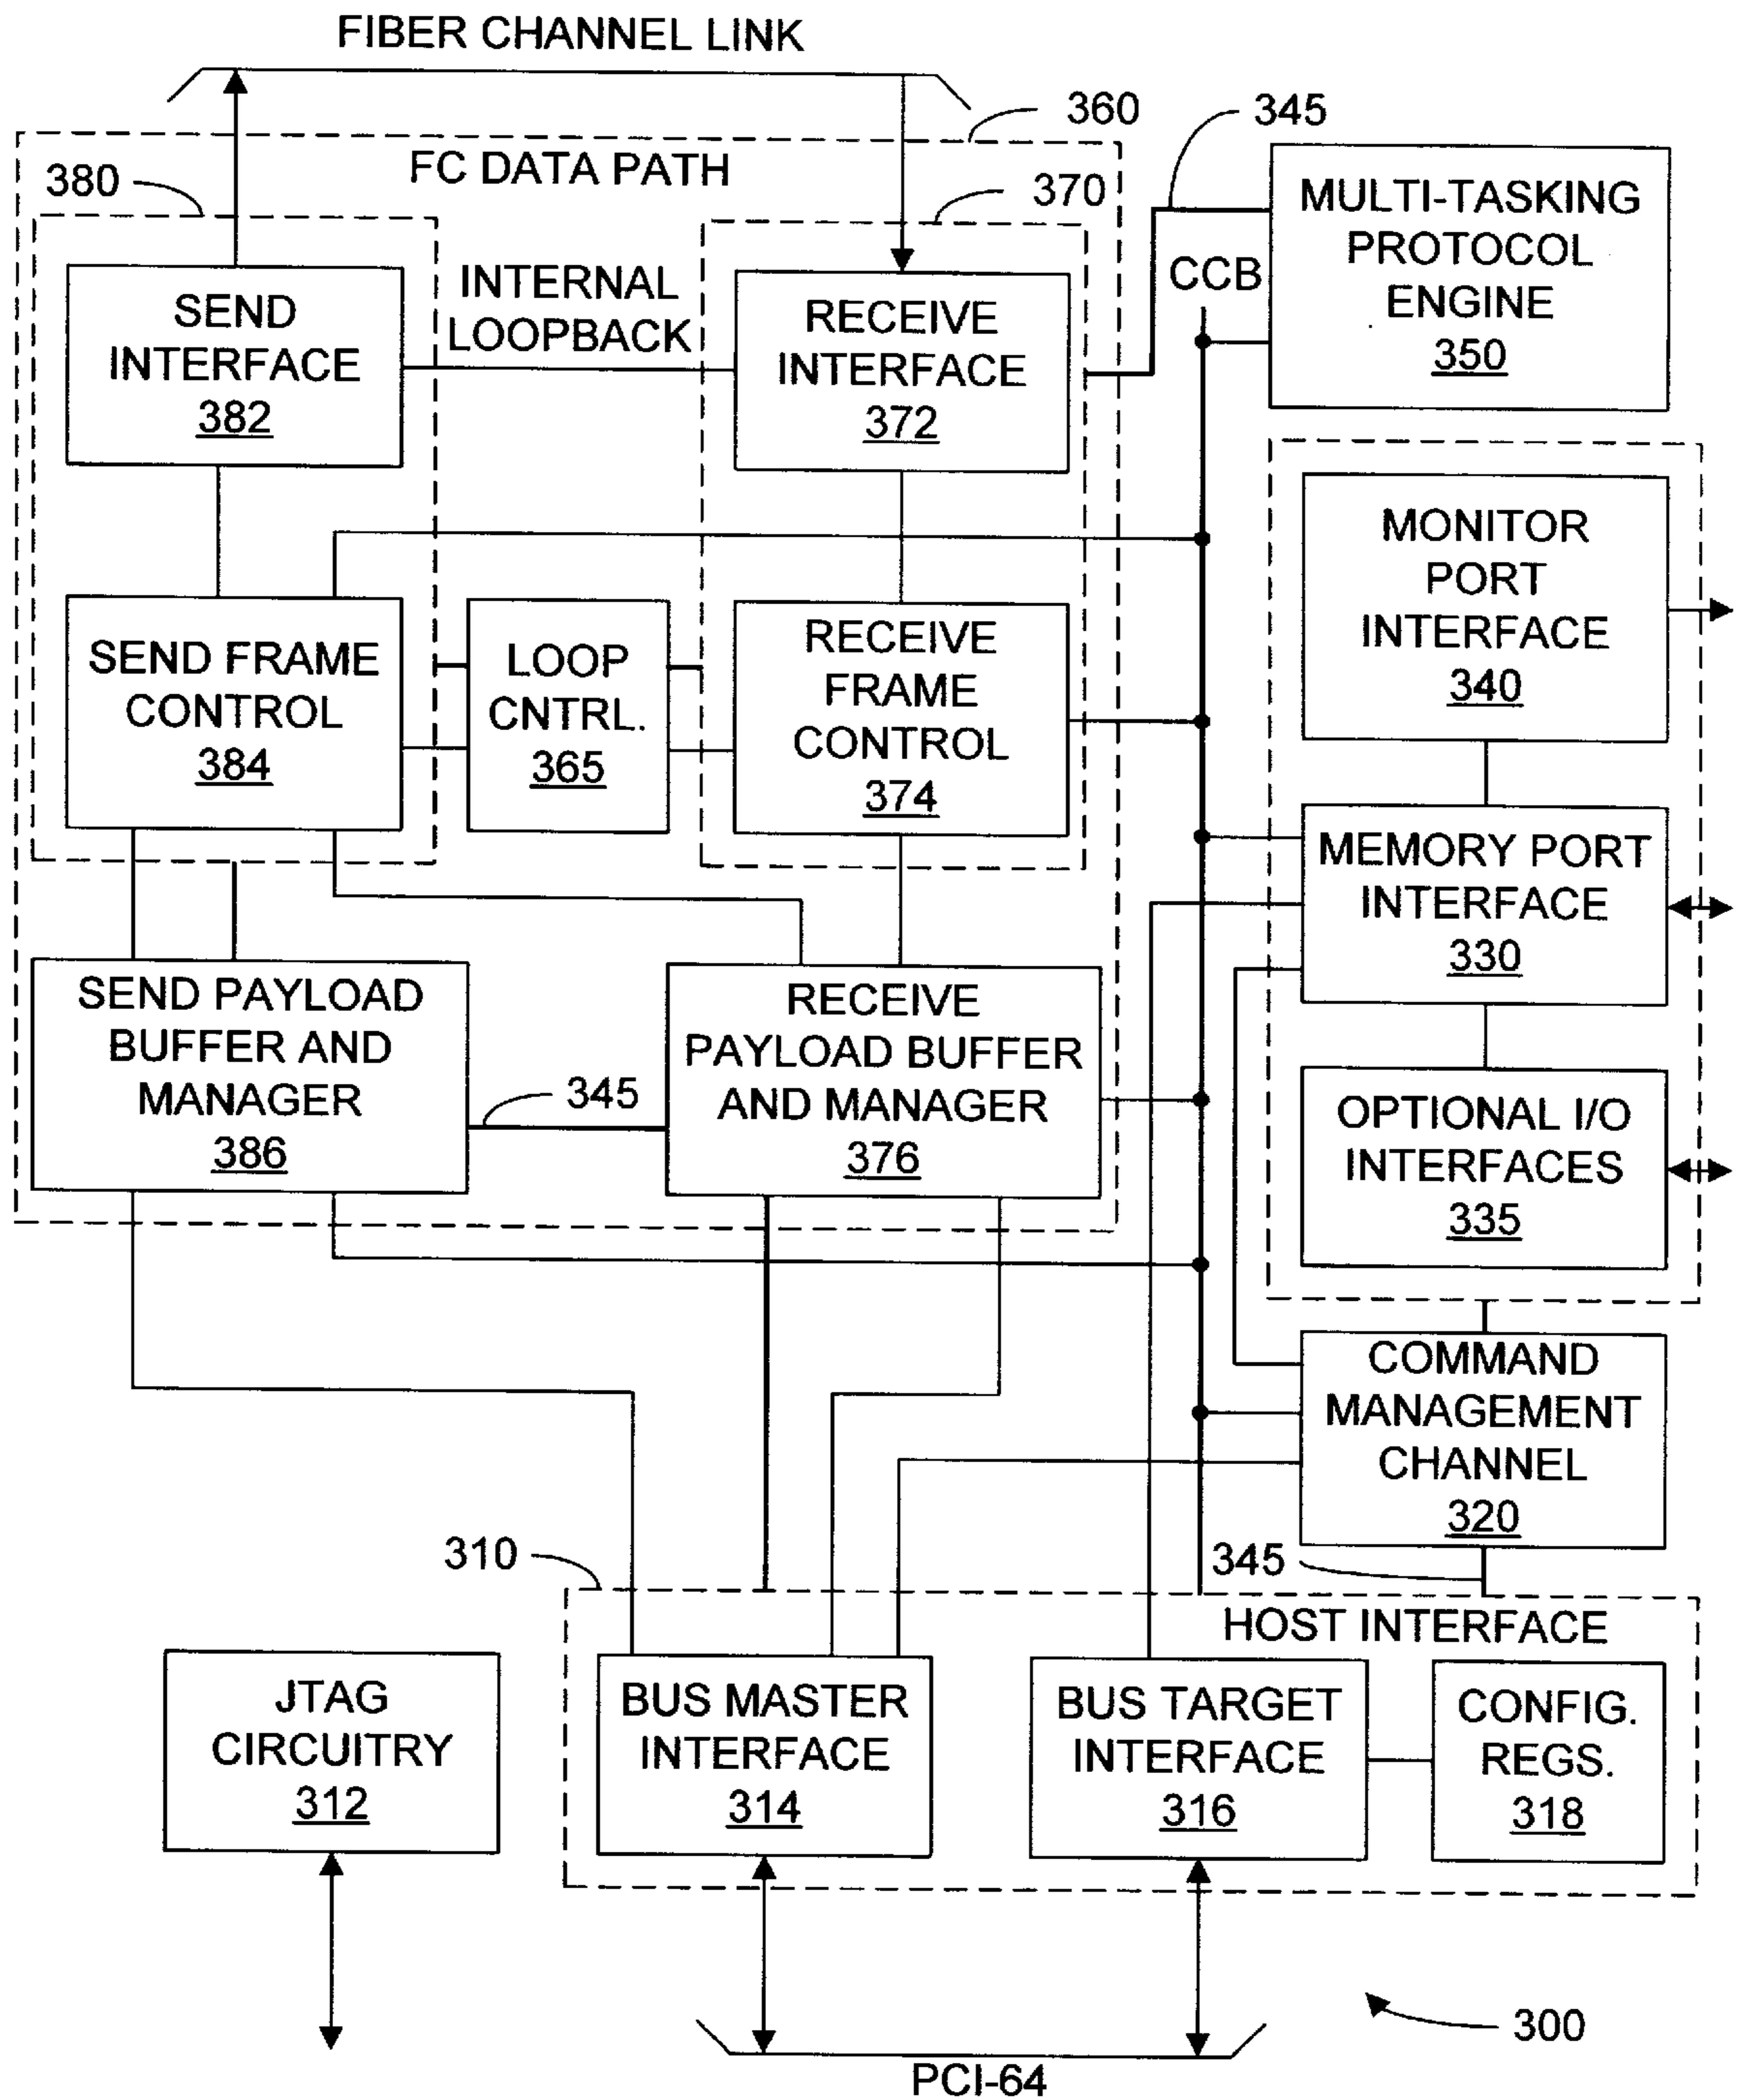 FIBER CHANNEL LINK
360
345
FC DATA PATH
380
370
MULTI-TASKING
PROTOCOL
ENGINE
350
CCB
SEND
INTERFACE
382
INTERNAL
LOOPBACK
RECEIVE
INTERFACE
372
MONITOR
PORT
INTERFACE
340
SEND FRAME
CONTROL
384
LOOP
CNTRL.
365
RECEIVE
FRAME
CONTROL
374
MEMORY PORT
INTERFACE
330
SEND PAYLOAD
BUFFER AND
MANAGER
386
345
RECEIVE
PAYLOAD BUFFER
AND MANAGER
376
OPTIONAL I/O
INTERFACES
335
COMMAND
MANAGEMENT
CHANNEL
320
310
345
HOST INTERFACE
JTAG
CIRCUITRY
312
BUS MASTER
INTERFACE
314
BUS TARGET
INTERFACE
316
CONFIG.
REGS.
318
300
PCI-64